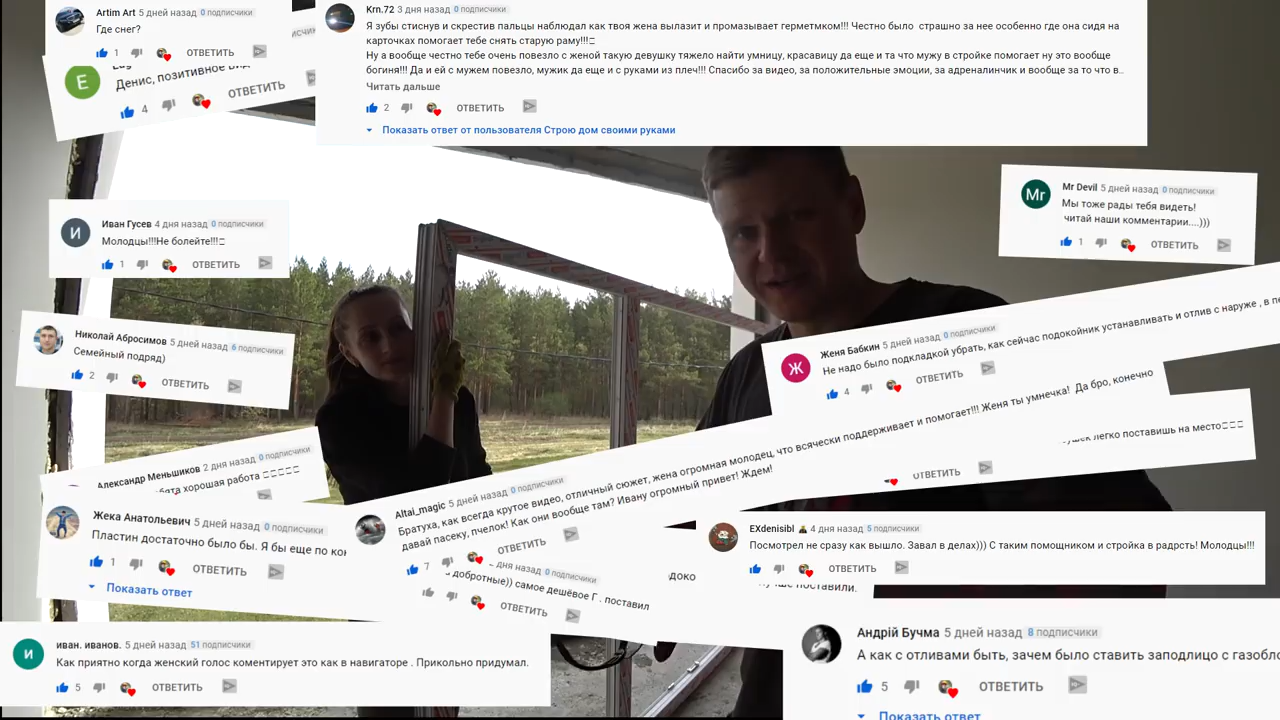 Artim Art 5 дней назад 0 подписчики
Где снег?
1 ОТВЕТИТЬ
E
Денис, позитивное
4 ОТВЕТИТЬ
Krn.72 3 дня назад 0 подписчики
Я зубы стиснув и скрестив пальцы наблюдал как твоя жена вылазит и промазывает герметмком!!! Честно было страшно за нее особенно где она сидя на
карточках помогает тебе снять старую раму!!!
Ну а вообще честно тебе очень повезло с женой такую девушку тяжело найти умницу, красавицу да еще и та что мужу в стройке помогает ну это вообще
богиня!!! Да и ей с мужем повезло, мужик да еще и с руками из плеч!!! Спасибо за видео, за положительные эмоции, за адреналинчик и вообще за то что в..
Читать дальше
2 ОТВЕТИТЬ
Показать ответ от пользователя Строю дом своими руками
Mr
Mr Devil 5 дней назад 0 подписчики
Мы тоже рады тебя видеть!
читай наши комментарии....)))
1 ОТВЕТИТЬ
И
Иван Гусев 4 дня назад 0 подписчики
Молодцы!!!Не болейте!!!
1 ОТВЕТИТЬ
Николай Абросимов 5 дней назад 6 подписчики
Семейный подряд)
2 ОТВЕТИТЬ
Ж
Женя Бабкин 5 дней назад 0 подписчики
Не надо было подкладкой убрать, как сейчас подокойник устанавливать и отлив с наруже , в
4 ОТВЕТИТЬ
легко поставишь на место
ОТВЕТИТЬ
Александр Меньшиков 2 дня назад 0 подписчики
хорошая работа
Жека Анатольевич 5 дней назад 0 подписчики
Пластин достаточно было бы. Я бы еще по
1 ОТВЕТИТЬ
Показать ответ
Altai_magic 5 дней назад 0 подписчики
Братуха, как всегда крутое видео, отличный сюжет, жена огромная молодец, что всячески поддерживает и помогает!!! Женя ты умнечка! Да бро, конечно
давай пасеку, пчелок! Как они вообще там? Ивану огромный привет! Ждем!
7 ОТВЕТИТЬ
дня назад 0 подписчики
добротные)) самое дешёвое Г . поставил
ОТВЕТИТЬ
EXdenisibl 4 дня назад 5 подписчики
Посмотрел не сразу как вышло. Завал в делах))) С таким помощником и стройка в радрсть! Молодцы!!!
ОТВЕТИТЬ
поставили.
И
иван. иванов. 5 дней назад 51 подписчики
Как приятно когда женский голос коментирует это как в навигаторе . Прикольно придумал.
5 ОТВЕТИТЬ
Андрій Бучма 5 дней назад 8 подписчики
А как с отливами быть, зачем было ставить заподлицо с
5 ОТВЕТИТЬ
Показать ответ